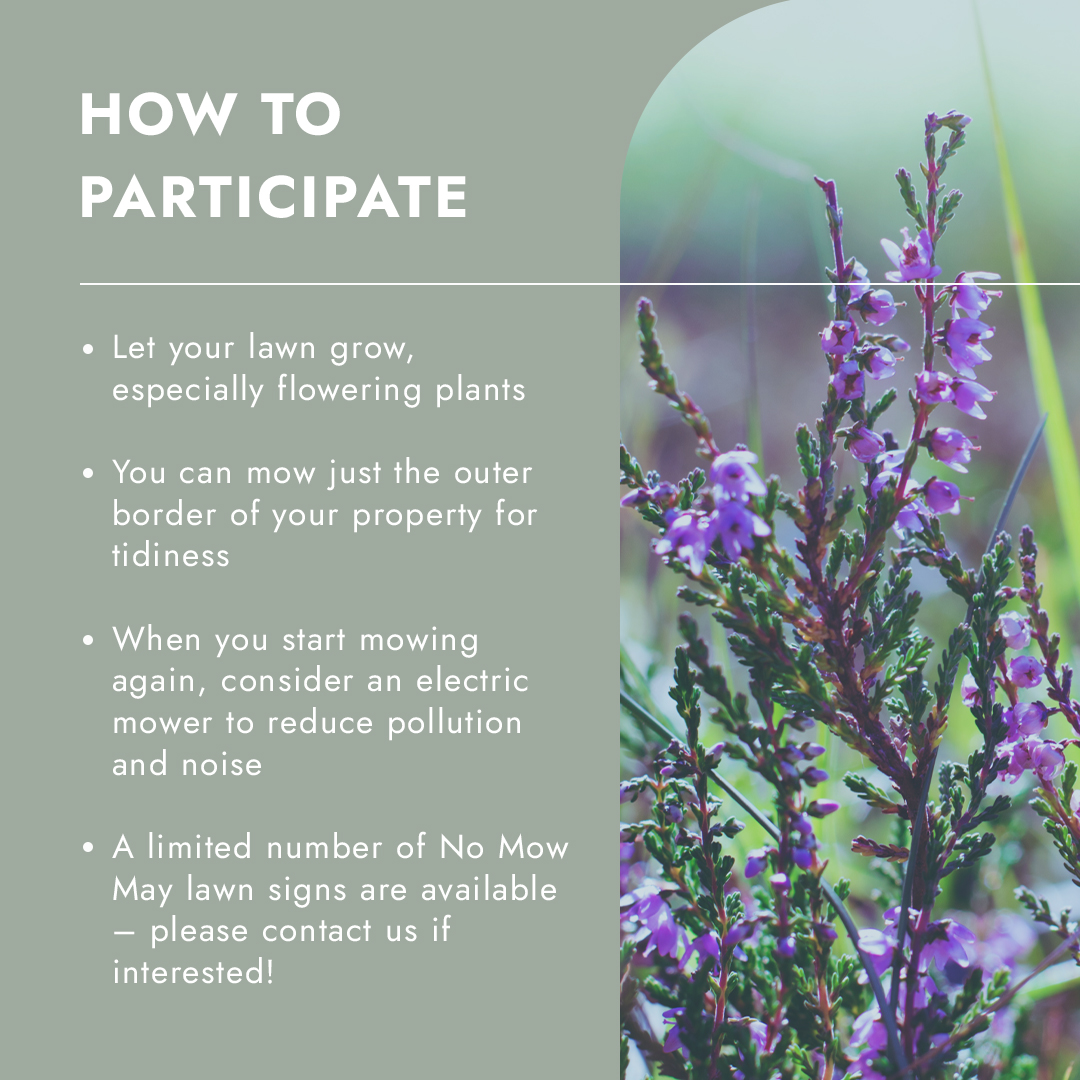 HOW TO
PARTICIPATE
• Let your lawn grow,
especially flowering plants
• You can mow just the outer
border of your property for
tidiness
• When you start mowing
again, consider an electric
mower to reduce pollution
and noise
• A limited number of No Mow
May lawn signs are available
– please contact us if
interested!